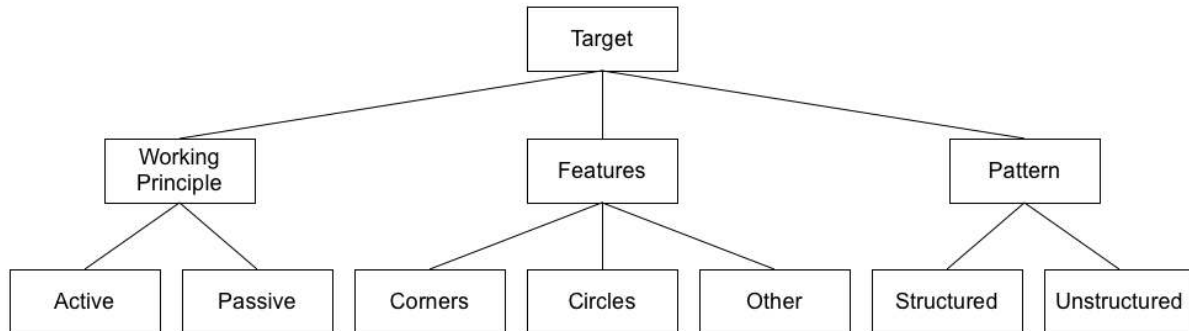 Target
Working
Principle
Features
Pattern
Active
Passive
Corners
Circles
Other
Structured
Unstructured